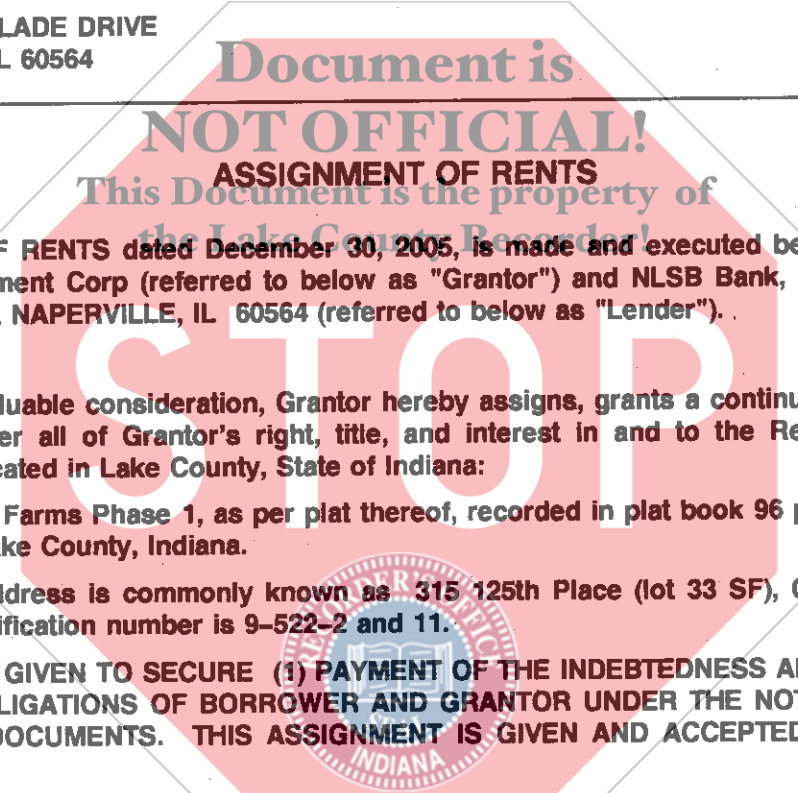 LADE DRIVE
L 60564
Document is
NOT OFFICIAL!
ASSIGNMENT OF RENTS
This Document is the property of
the Lake County Recorder!
F RENTS dated December 30, 2005, is made and executed be
ment Corp (referred to below as "Grantor") and NLSB Bank,
NAPERVILLE, IL 60564 (referred to below as "Lender").
luable consideration, Grantor hereby assigns, grants a continu
er all of Grantor's right, title, and interest in and to the Re
cated in Lake County, State of Indiana:
STOP
Farms Phase 1, as per plat thereof, recorded in plat book 96 p
ke County, Indiana.
ddress is commonly known as 315 125th Place (lot 33 SF), C
ification number is 9–522–2 and 11.
GIVEN TO SECURE (1) PAYMENT OF THE INDEBTEDNESS A
LIGATIONS OF BORROWER AND GRANTOR UNDER THE NOT
DOCUMENTS. THIS ASSIGNMENT IS GIVEN AND ACCEPTED
RECORDER'S OFFICE
SEAL
INDIANA